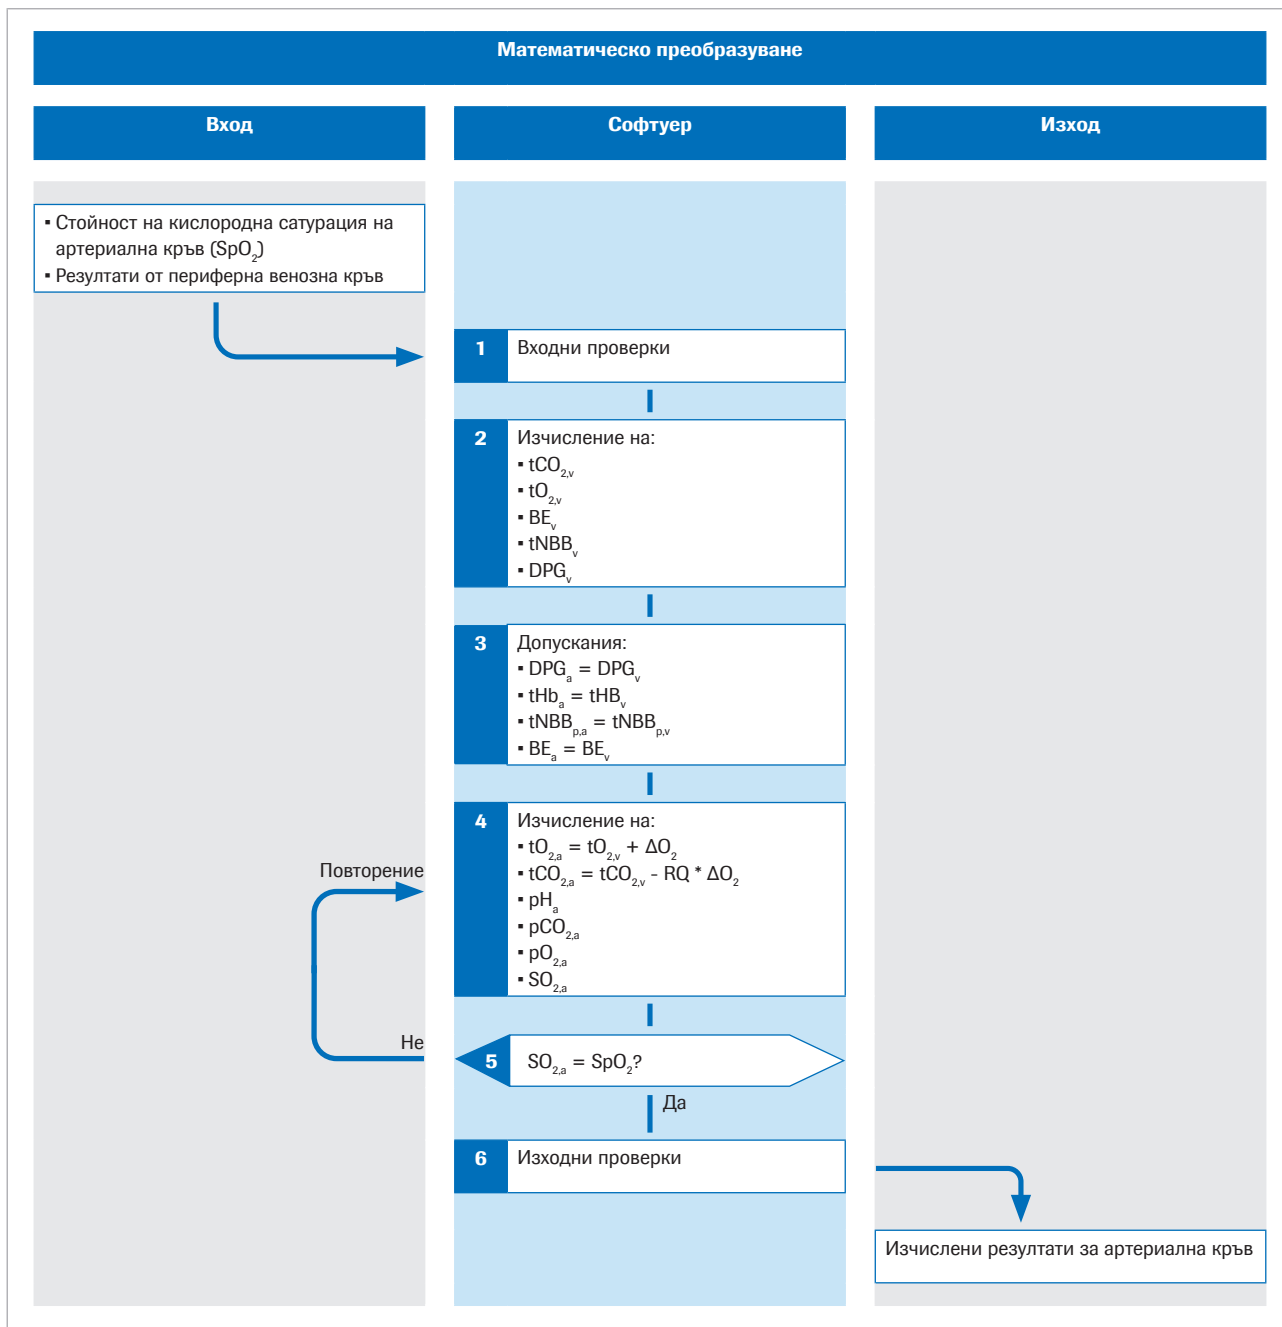 Математическо преобразуване
Вход
Софтуер
Изход
▪ Стойност на кислородна сатурация на
артериална кръв (SpO₂)
▪ Резултати от периферна венозна кръв
1 Входни проверки
2 Изчисление на:
▪ tCO₂,ᵥ
▪ tO₂,ᵥ
▪ BEᵥ
▪ tNBBᵥ
▪ DPGᵥ
3 Допускания:
▪ DPGₐ = DPGᵥ
▪ tHbₐ = tHBᵥ
▪ tNBBₚ,ₐ = tNBBₚ,ᵥ
▪ BEₐ = BEᵥ
4 Изчисление на:
▪ tO₂,ₐ = tO₂,ᵥ + ΔO₂
▪ tCO₂,ₐ = tCO₂,ᵥ - RQ * ΔO₂
▪ pHₐ
▪ pCO₂,ₐ
▪ pO₂,ₐ
▪ SO₂,ₐ
Повторение
Не
5 SO₂,ₐ = SpO₂?
Да
6 Изходни проверки
Изчислени резултати за артериална кръв